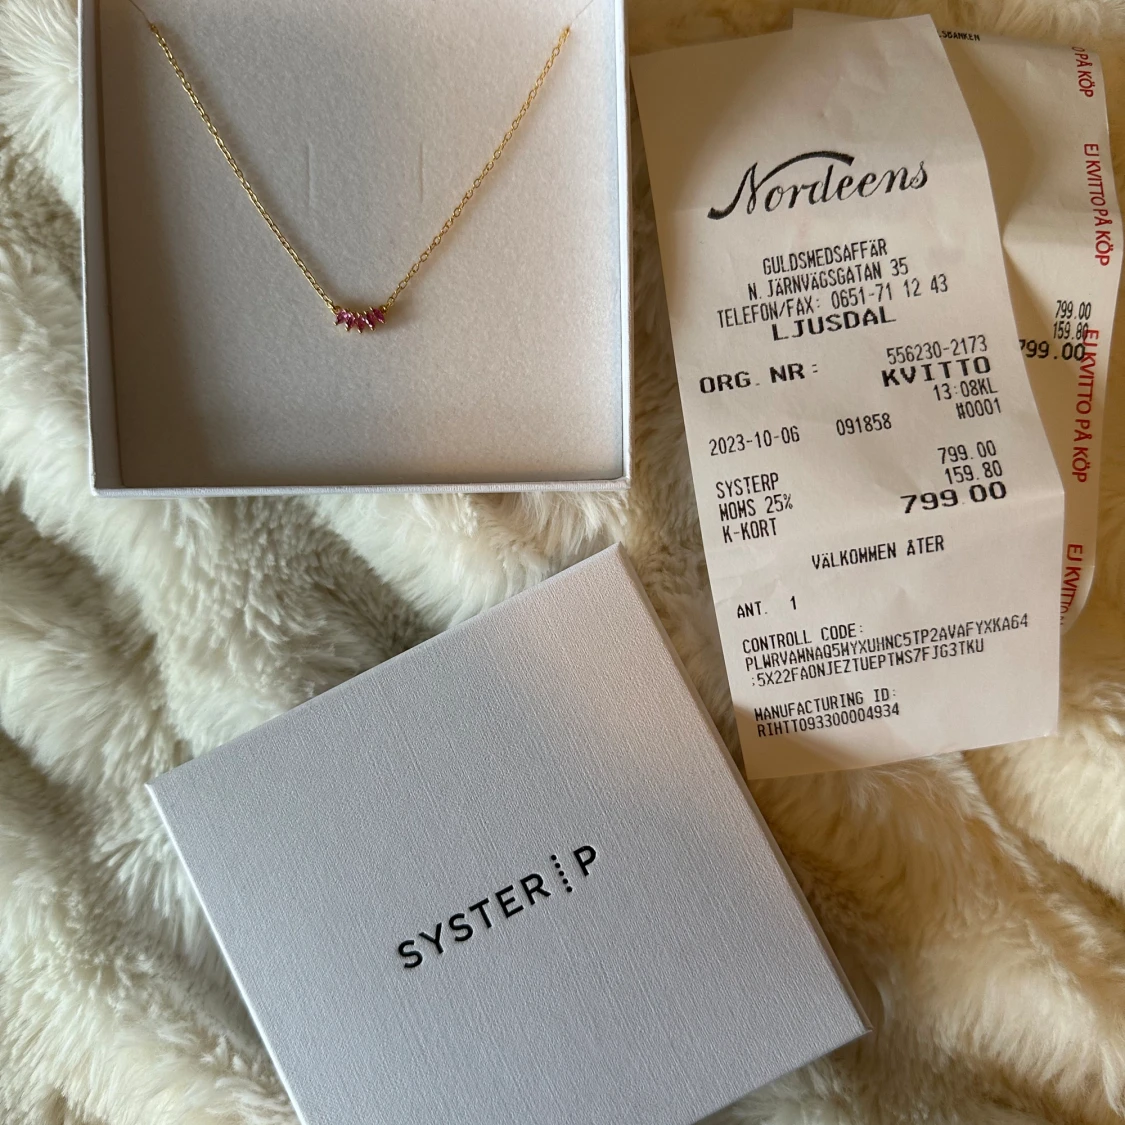 Nordeens
GULDSMEDSAFFÄR
N. JÄRNVÄGSGATAN 35
TELEFON/FAX: 0651-71 12 43
LJUSDAL
ORG. NR: 556230-2173
KVITTO
13:08KL
2023-10-06 091858 #0001
SYSTERP 799.00
MOMS 25% 159.80
K-KORT 799.00
VÄLKOMMEN ÅTER
ANT. 1
CONTROLL CODE:
PLWRVAWNAQ5WYXUHNC5TP2AVAFYXKA64
:5X22FAONJEZTUEPTWS7FJG3TKU
MANUFACTURING ID:
RIHTT093300004934
PÅ KÖP
EJ KVITTO PÅ KÖP
799.00
159.80
799.00
EJ KVITTO PÅ KÖP
EJ KVITTO
SYSTER P